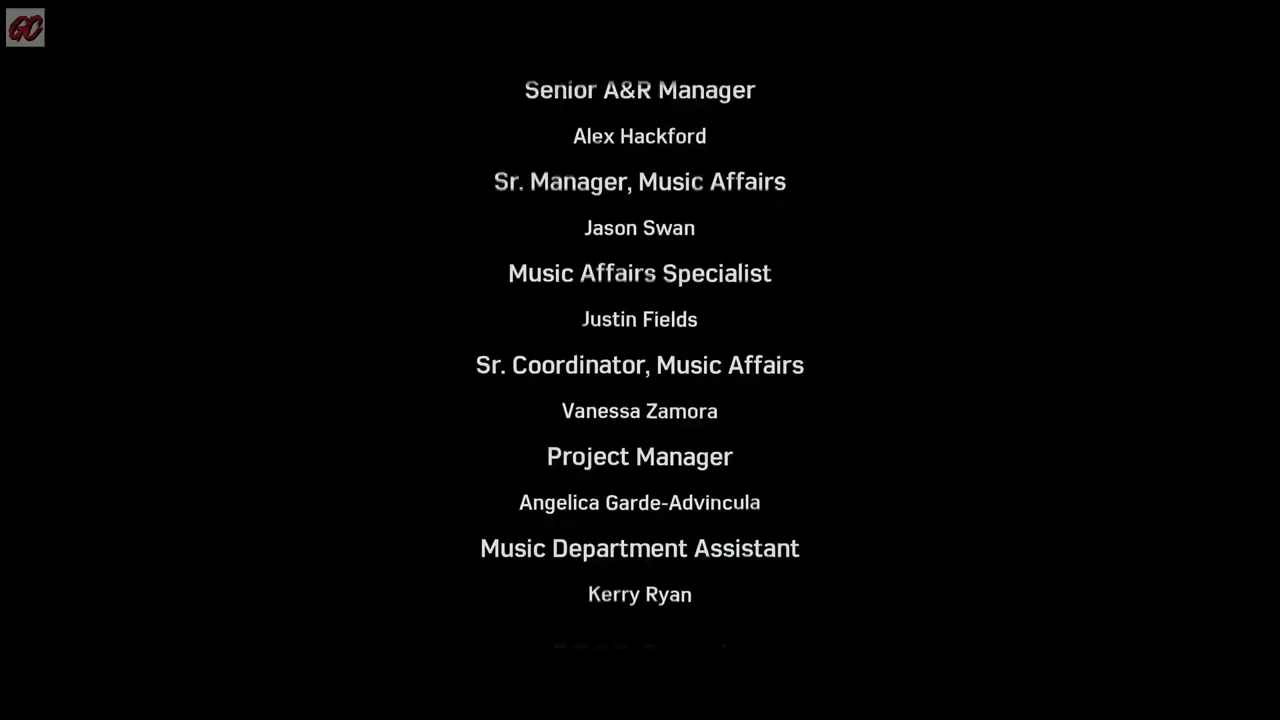 GC
Senior A&R Manager
Alex Hackford
Sr. Manager, Music Affairs
Jason Swan
Music Affairs Specialist
Justin Fields
Sr. Coordinator, Music Affairs
Vanessa Zamora
Project Manager
Angelica Garde-Advincula
Music Department Assistant
Kerry Ryan